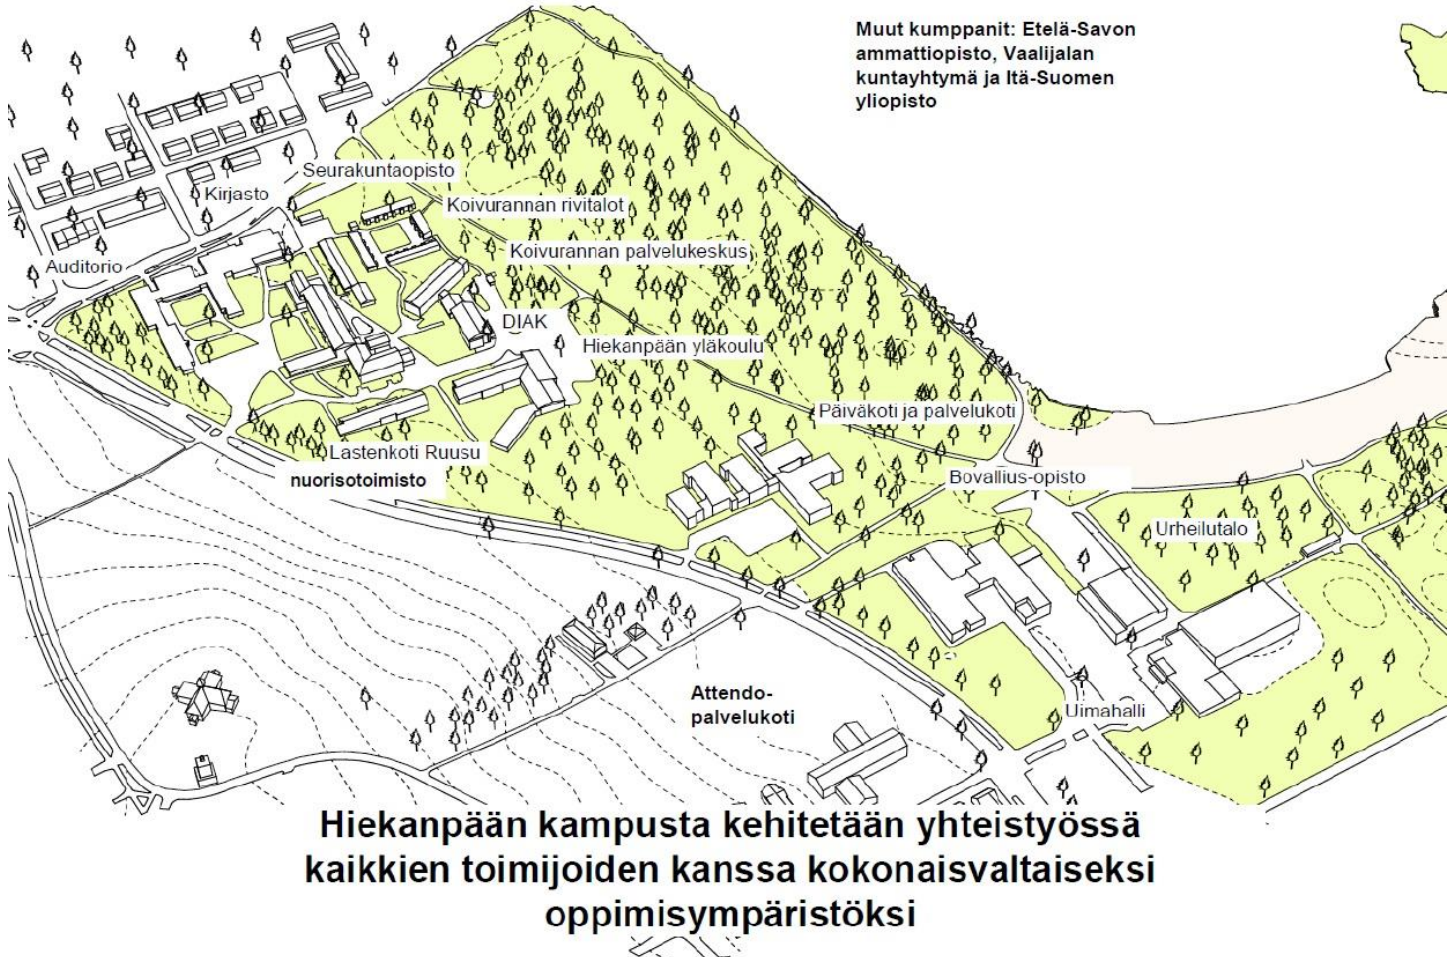 Muut kumppanit: Etelä-Savon
ammattiopisto, Vaalijalan
kuntayhtymä ja Itä-Suomen
yliopisto
Seurakuntaopisto
Kirjasto
Koivurannan rivitalot
Koivurannan palvelukeskus
Auditorio
DIAK
Hiekanpään yläkoulu
Päiväkoti ja palvelukoti
Lastenkoti Ruusu
nuorisotoimisto
Bovallius-opisto
Urheilutalo
Attendo-
palvelukoti
Uimahalli
Hiekanpään kampusta kehitetään yhteistyössä
kaikkien toimijoiden kanssa kokonaisvaltaiseksi
oppimisympäristöksi